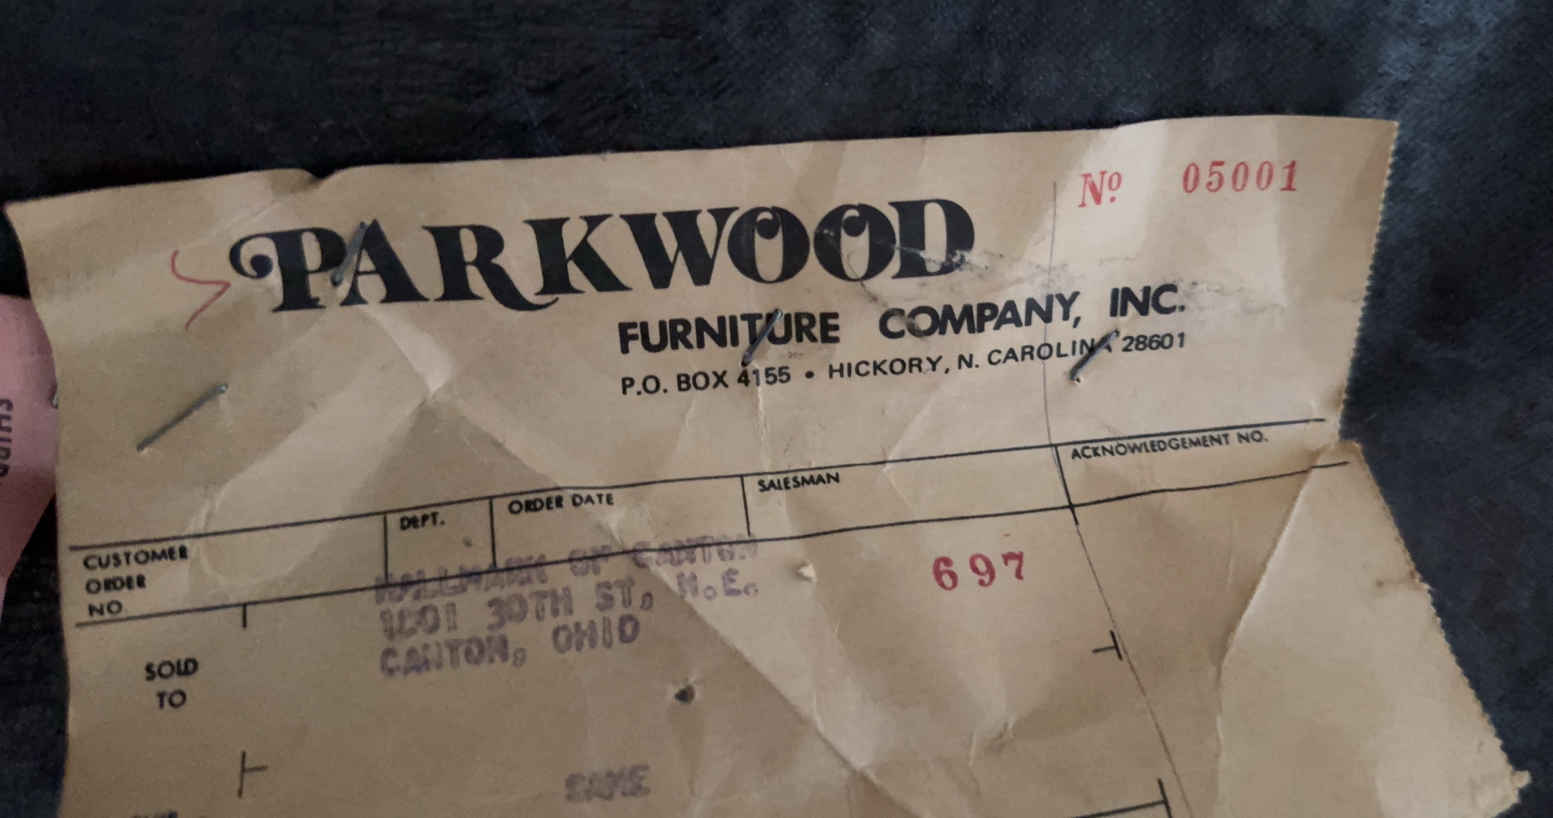 Nº 05001
PARKWOOD
FURNITURE COMPANY, INC.
P.O. BOX 4155 • HICKORY, N. CAROLINA 28601
CUSTOMER ORDER NO.
DEPT.
ORDER DATE
SALESMAN
ACKNOWLEDGEMENT NO.
HALLMARK OF CANTON
1201 30TH ST, N.E.
CANTON, OHIO
697
SOLD
TO
SAME